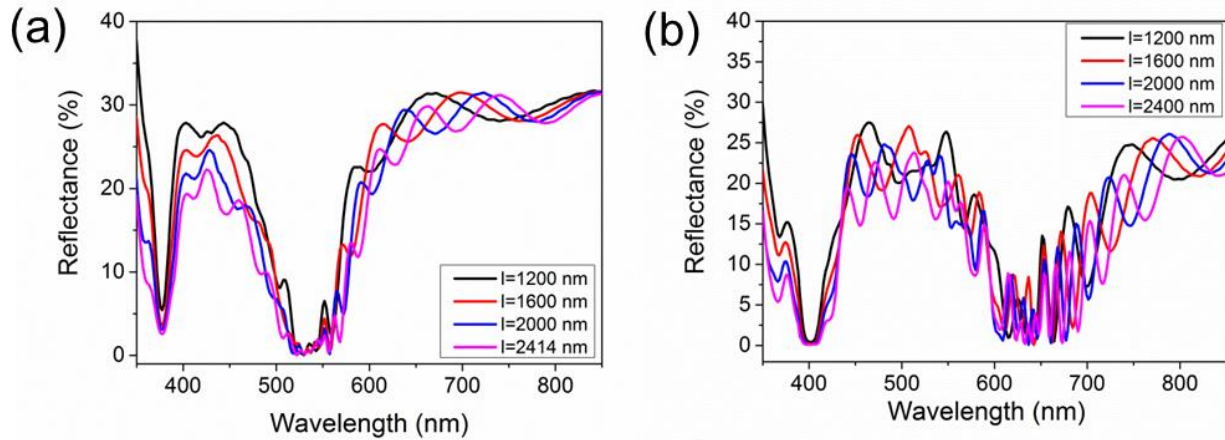 (a)
40
30
20
10
0
Reflectance (%)
400 500 600 700 800
Wavelength (nm)
l=1200 nm
l=1600 nm
l=2000 nm
l=2414 nm
(b)
40
35
30
25
20
15
10
5
0
Reflectance (%)
400 500 600 700 800
Wavelength (nm)
l=1200 nm
l=1600 nm
l=2000 nm
l=2400 nm